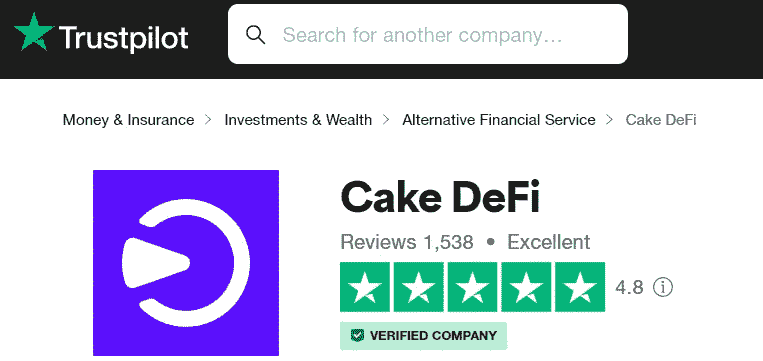 Trustpilot
Search for another company...
Money & Insurance > Investments & Wealth > Alternative Financial Service > Cake DeFi
Cake DeFi
Reviews 1,538 • Excellent
4.8
VERIFIED COMPANY